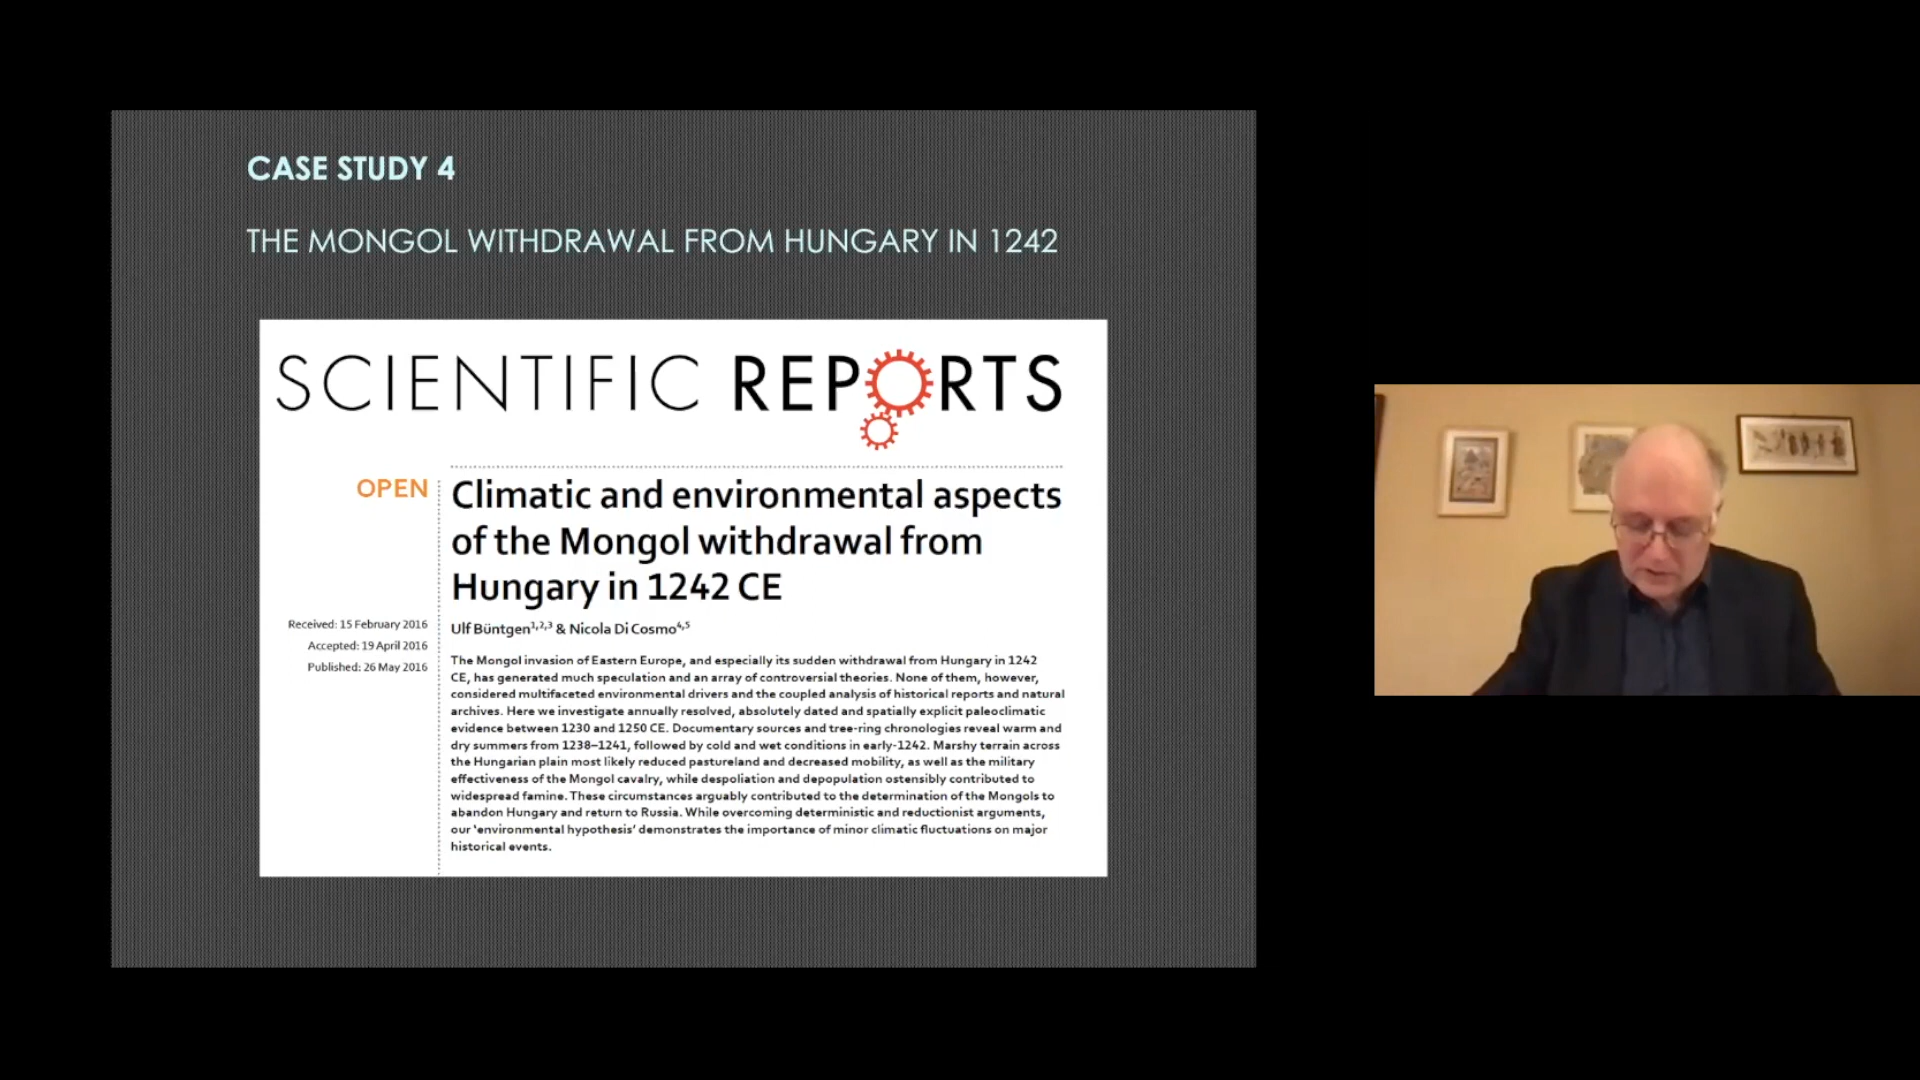 CASE STUDY 4
THE MONGOL WITHDRAWAL FROM HUNGARY IN 1242
SCIENTIFIC REPORTS
OPEN
Climatic and environmental aspects
of the Mongol withdrawal from
Hungary in 1242 CE
Received: 15 February 2016
Accepted: 19 April 2016
Published: 26 May 2016
Ulf Büntgen1,2,3 & Nicola Di Cosmo4,5
The Mongol invasion of Eastern Europe, and especially its sudden withdrawal from Hungary in 1242
CE, has generated much speculation and an array of controversial theories. None of them, however,
considered multifaceted environmental drivers and the coupled analysis of historical reports and natural
archives. Here we investigate annually resolved, absolutely dated and spatially explicit paleoclimatic
evidence between 1230 and 1250 CE. Documentary sources and tree-ring chronologies reveal warm and
dry summers from 1238–1241, followed by cold and wet conditions in early-1242. Marshy terrain across
the Hungarian plain most likely reduced pastureland and decreased mobility, as well as the military
effectiveness of the Mongol cavalry, while despoliation and depopulation ostensibly contributed to
widespread famine. These circumstances arguably contributed to the determination of the Mongols to
abandon Hungary and return to Russia. While overcoming deterministic and reductionist arguments,
our 'environmental hypothesis' demonstrates the importance of minor climatic fluctuations on major
historical events.